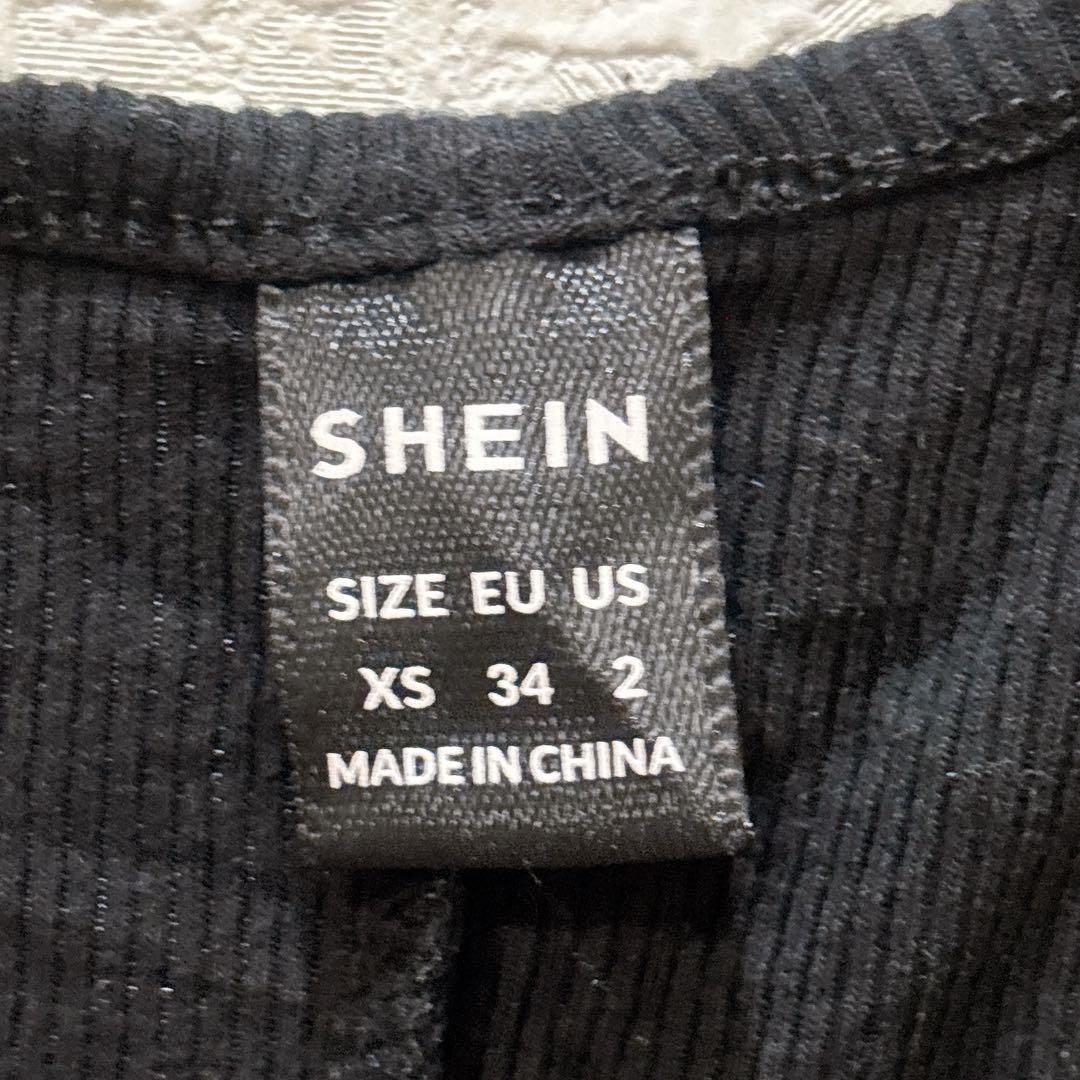 SHEIN
SIZE EU US
XS 34 2
MADE IN CHINA